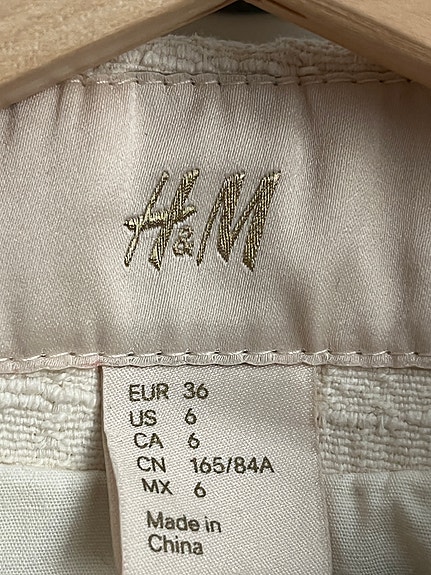 H&M
EUR 36
US 6
CA 6
CN 165/84A
MX 6
Made in
China